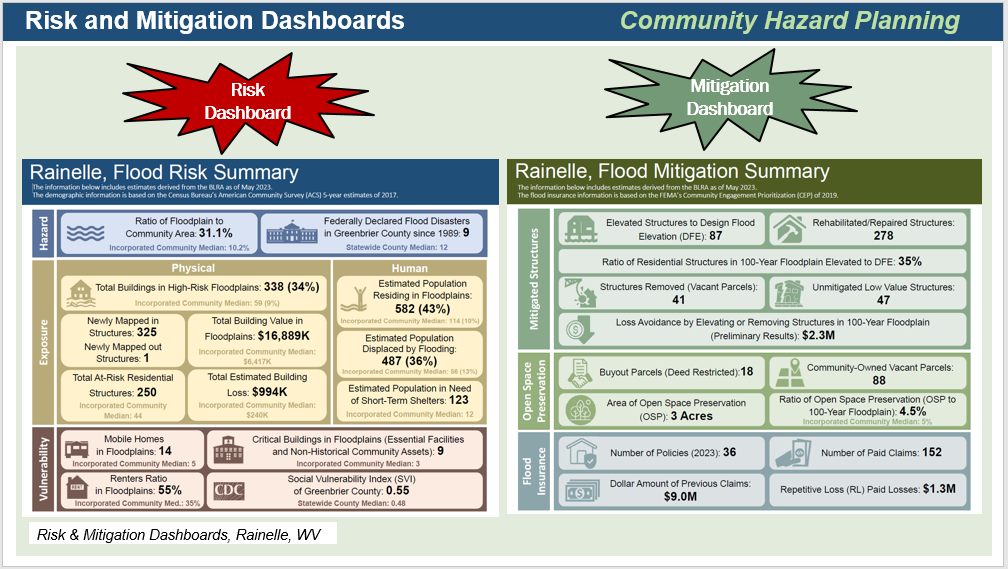 Risk and Mitigation Dashboards
Community Hazard Planning
Risk
Dashboard
Mitigation
Dashboard
Rainelle, Flood Risk Summary
The information below includes estimates derived from the BLRA as of May 2023.
The demographic information is based on the Census Bureau's American Community Survey (ACS) 5-year estimates of 2017.
Hazard
Ratio of Floodplain to
Community Area: 31.1%
Incorporated Community Median: 10.2%
Federally Declared Flood Disasters
in Greenbrier County since 1989: 9
Statewide County Median: 12
Exposure
Physical
Total Buildings in High-Risk Floodplains: 338 (34%)
Incorporated Community Median: 59 (9%)
Newly Mapped in
Structures: 325
Newly Mapped out
Structures: 1
Total Building Value in
Floodplains: $16,889K
Incorporated Community Median:
$6,417K
Total At-Risk Residential
Structures: 250
Incorporated Community
Median: 44
Total Estimated Building
Loss: $994K
Incorporated Community Median:
$240K
Human
Estimated Population
Residing in Floodplains:
582 (43%)
Incorporated Community Median: 114 (10%)
Estimated Population
Displaced by Flooding:
487 (36%)
Incorporated Community Median: 56 (13%)
Estimated Population in Need
of Short-Term Shelters: 123
Incorporated Community Median: 12
Vulnerability
Mobile Homes
in Floodplains: 14
Incorporated Community Median: 5
Critical Buildings in Floodplains (Essential Facilities
and Non-Historical Community Assets): 9
Incorporated Community Median: 3
RENT
Renters Ratio
in Floodplains: 55%
Incorporated Community Med.: 35%
CDC
Social Vulnerability Index (SVI)
of Greenbrier County: 0.55
Statewide County Median: 0.48
Rainelle, Flood Mitigation Summary
The information below includes estimates derived from the BLRA as of May 2023.
The flood insurance information is based on the FEMA's Community Engagement Prioritization (CEP) of 2019.
Mitigated Structures
Elevated Structures to Design Flood
Elevation (DFE): 87
Rehabilitated/Repaired Structures:
278
Ratio of Residential Structures in 100-Year Floodplain Elevated to DFE: 35%
Structures Removed (Vacant Parcels):
41
Unmitigated Low Value Structures:
47
Loss Avoidance by Elevating or Removing Structures in 100-Year Floodplain
(Preliminary Results): $2.3M
Open Space
Preservation
Buyout Parcels (Deed Restricted):18
Community-Owned Vacant Parcels:
88
Area of Open Space Preservation
(OSP): 3 Acres
Ratio of Open Space Preservation (OSP to
100-Year Floodplain): 4.5%
Incorporated Community Median: 5%
Flood
Insurance
Number of Policies (2023): 36
Number of Paid Claims: 152
Dollar Amount of Previous Claims:
$9.0M
Repetitive Loss (RL) Paid Losses: $1.3M
Risk & Mitigation Dashboards, Rainelle, WV